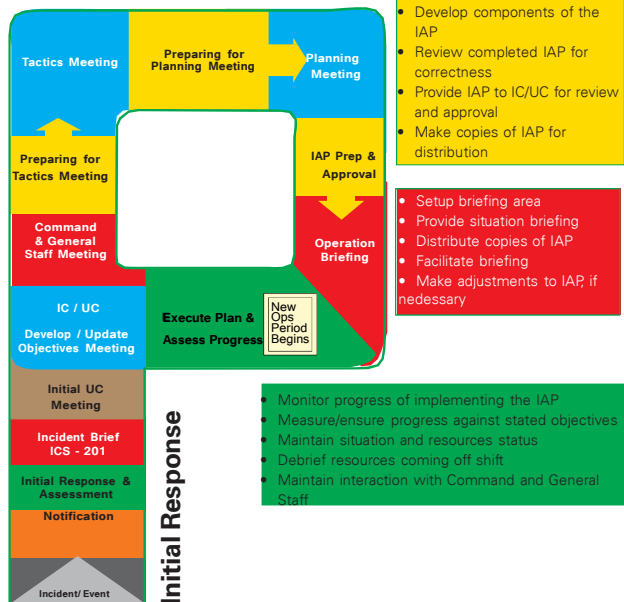 Tactics Meeting
Preparing for
Planning Meeting
Planning
Meeting
Preparing for
Tactics Meeting
IAP Prep &
Approval
Command
& General
Staff Meeting
Operation
Briefing
IC / UC
Develop / Update
Objectives Meeting
Execute Plan &
Assess Progress
New
Ops
Period
Begins
Initial UC
Meeting
Incident Brief
ICS - 201
Initial Response &
Assessment
Notification
Incident/ Event
Initial Response
• Develop components of the
IAP
• Review completed IAP for
correctness
• Provide IAP to IC/UC for review
and approval
• Make copies of IAP for
distribution
• Setup briefing area
• Provide situation briefing
• Distribute copies of IAP
• Facilitate briefing
• Make adjustments to IAP, if
nedessary
• Monitor progress of implementing the IAP
• Measure/ensure progress against stated objectives
• Maintain situation and resources status
• Debrief resources coming off shift
• Maintain interaction with Command and General
Staff